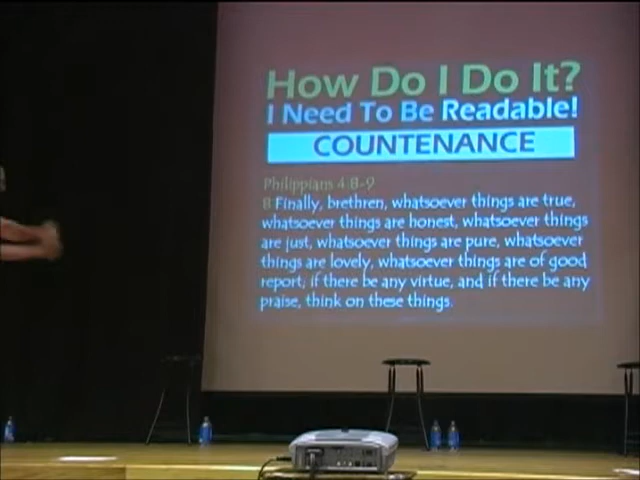 How Do I Do It?
I Need To Be Readable!
COUNTENANCE
Philippians 4:8-9
8 Finally, brethren, whatsoever things are true,
whatsoever things are honest, whatsoever things
are just, whatsoever things are pure, whatsoever
things are lovely, whatsoever things are of good
report; if there be any virtue, and if there be any
praise, think on these things.